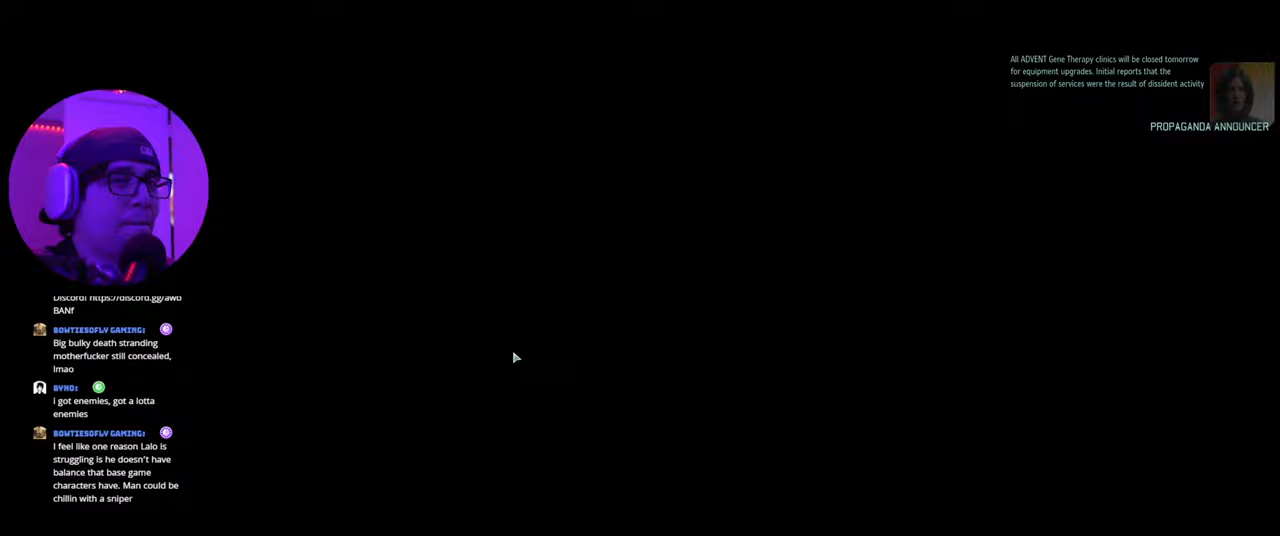 All ADVENT Gene Therapy clinics will be closed tomorrow
for equipment upgrades. Initial reports that the
suspension of services were the result of dissident activity
PROPAGANDA ANNOUNCER
Discord! https://discord.gg/awb
BANf
BOWTIESOFLY GAMING:
Big bulky death stranding
motherfucker still concealed,
lmao
BYNO:
i got enemies, got a lotta
enemies
BOWTIESOFLY GAMING:
I feel like one reason Lalo is
struggling is he doesn't have
balance that base game
characters have. Man could be
chillin with a sniper